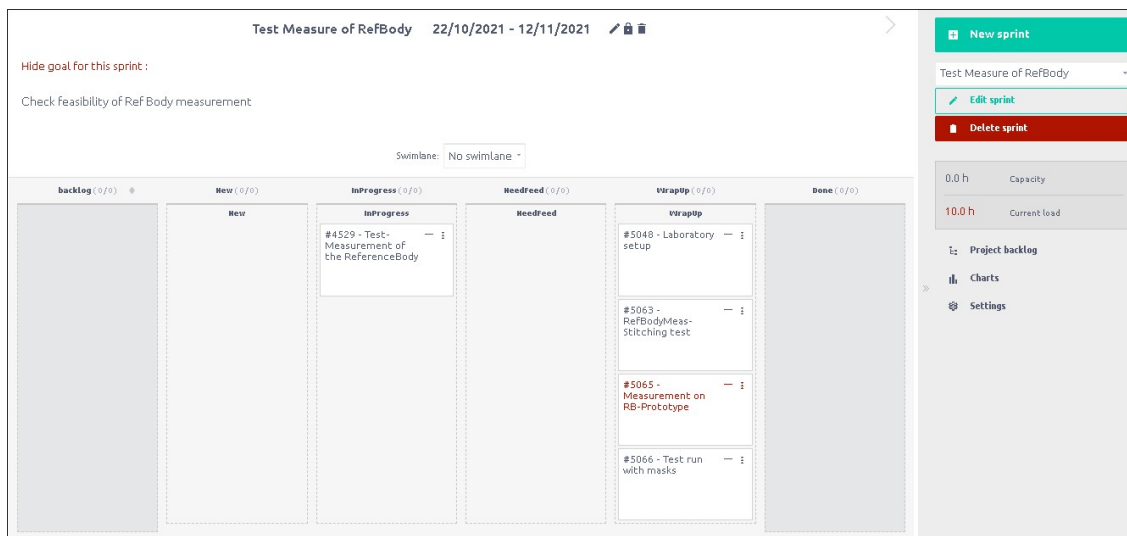 Test Measure of RefBody 22/10/2021 - 12/11/2021
Hide goal for this sprint :
Check feasibility of Ref Body measurement
Swimlane: No swimlane
backlog (0/0)
New (0/0)
InProgress (0/0)
NeedFeed (0/0)
WrapUp (0/0)
Done (0/0)
New
InProgress
NeedFeed
WrapUp
#4529 - Test-
Measurement of
the ReferenceBody
#5048 - Laboratory
setup
#5063 -
RefBodyMeas-
Stitching test
#5065 -
Measurement on
RB-Prototype
#5066 - Test run
with masks
New sprint
Test Measure of RefBody
Edit sprint
Delete sprint
0.0 h Capacity
10.0 h Current load
Project backlog
Charts
Settings